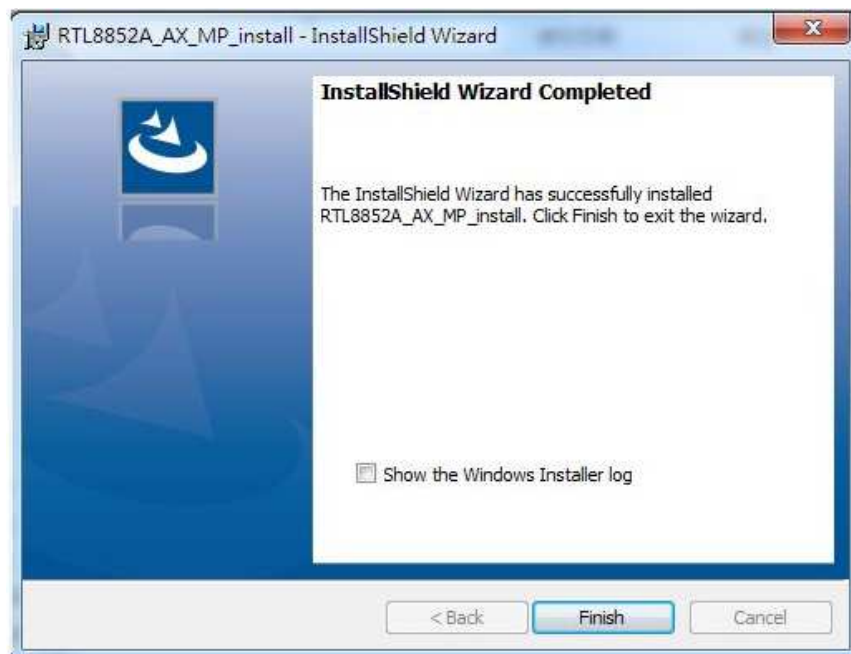 RTL8852A_AX_MP_install - InstallShield Wizard
InstallShield Wizard Completed
The InstallShield Wizard has successfully installed
RTL8852A_AX_MP_install. Click Finish to exit the wizard.
Show the Windows Installer log
< Back
Finish
Cancel